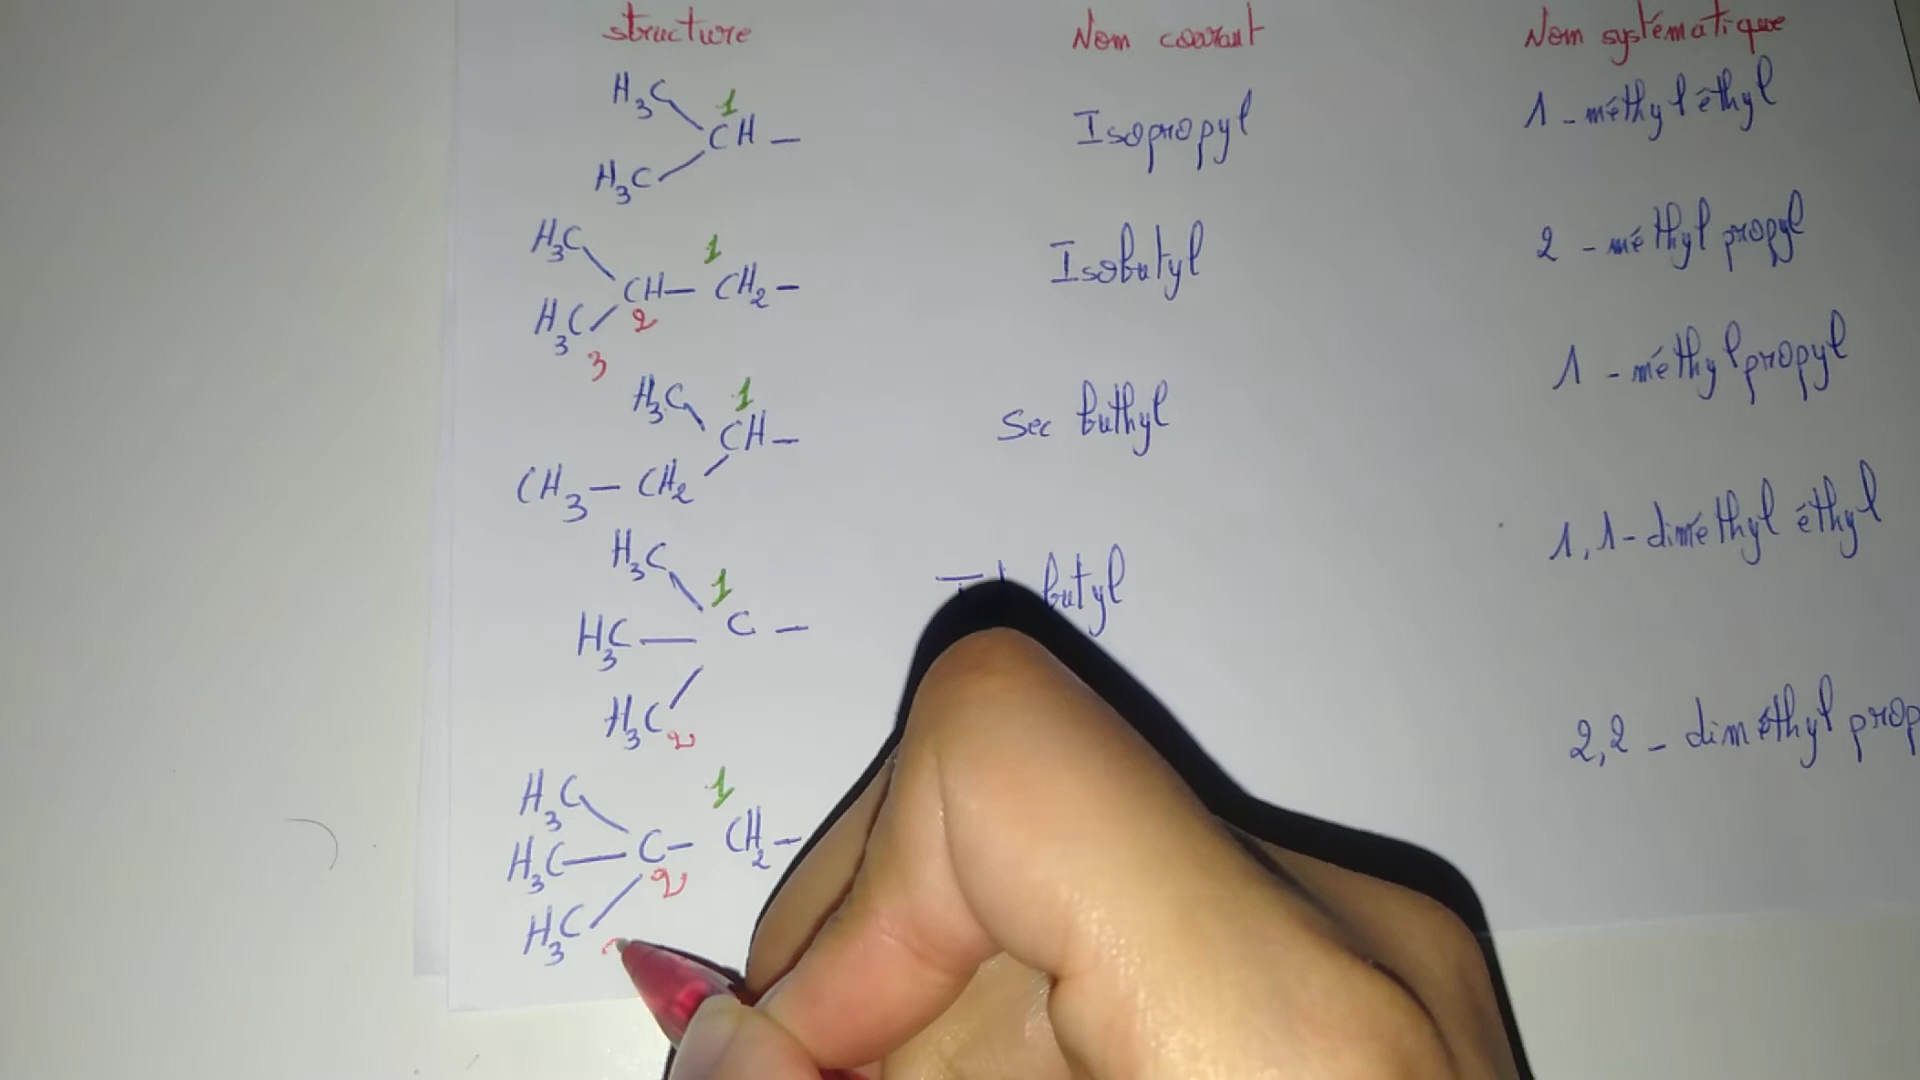 structure Nom courant Nom systématique
H3C 1
CH - Isopropyl 1 - méthyl éthyl
H3C
H3C 1
CH - CH2 - Isobutyl 2 - méthyl propyl
H3C 2
3
H3C 1
CH - Sec buthyl 1 - méthylpropyl
CH3 - CH2
H3C 1
H3C - C - butyl 1,1 - diméthyl éthyl
H3C 2
H3C 1
H3C - C - CH2 - 2,2 - diméthyl prop
2
H3C